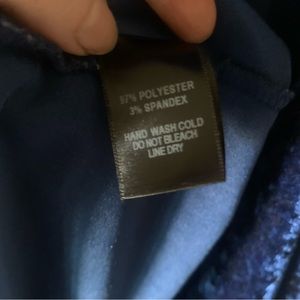 97% POLYESTER
3% SPANDEX
HAND WASH COLD
DO NOT BLEACH
LINE DRY